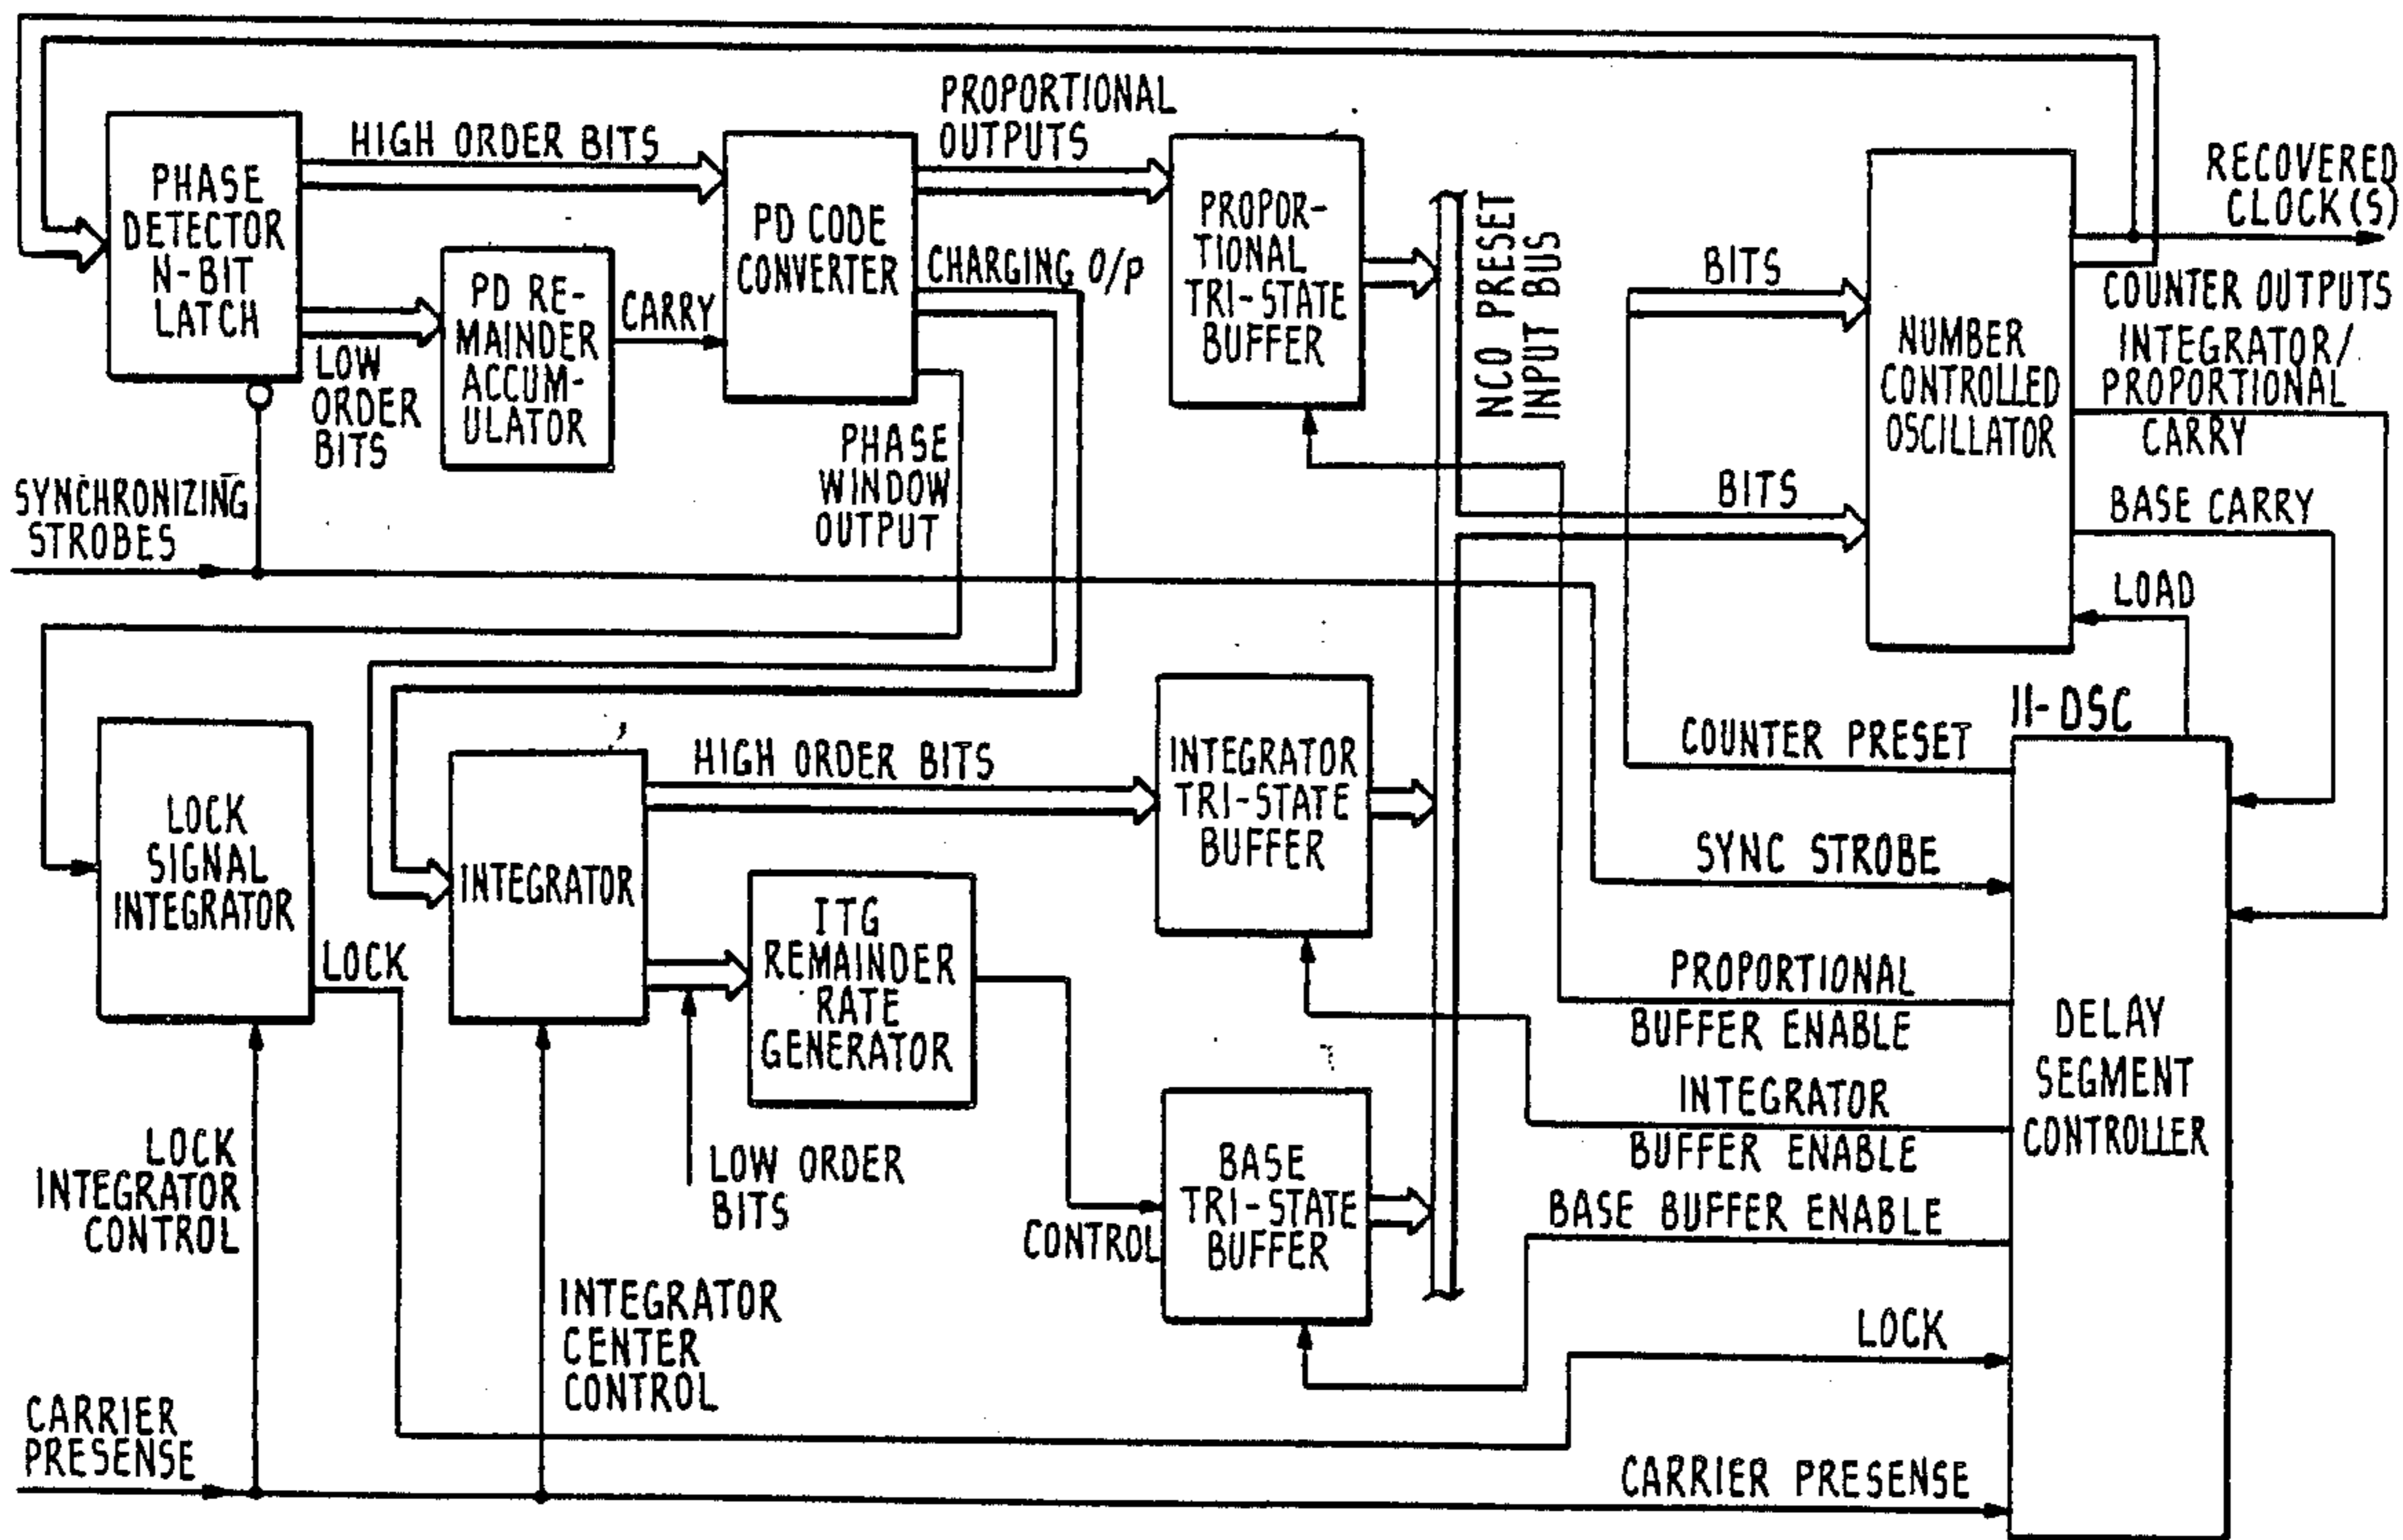 PROPORTIONAL
OUTPUTS
HIGH ORDER BITS
PHASE
DETECTOR
N-BIT
LATCH
PD CODE
CONVERTER
PROPOR-
TIONAL
TRI-STATE
BUFFER
NCO PRESET
INPUT BUS
RECOVERED
CLOCK(S)
BITS
CHARGING O/P
PD RE-
MAINDER
ACCUM-
ULATOR
CARRY
COUNTER OUTPUTS
INTEGRATOR/
PROPORTIONAL
CARRY
NUMBER
CONTROLLED
OSCILLATOR
LOW
ORDER
BITS
PHASE
WINDOW
OUTPUT
SYNCHRONIZING
STROBES
BITS
BASE CARRY
LOAD
11-DSC
COUNTER PRESET
HIGH ORDER BITS
INTEGRATOR
TRI-STATE
BUFFER
LOCK
SIGNAL
INTEGRATOR
INTEGRATOR
SYNC STROBE
ITG
REMAINDER
RATE
GENERATOR
LOCK
PROPORTIONAL
BUFFER ENABLE
DELAY
SEGMENT
CONTROLLER
INTEGRATOR
BUFFER ENABLE
LOCK
INTEGRATOR
CONTROL
LOW ORDER
BITS
CONTROL
BASE
TRI-STATE
BUFFER
BASE BUFFER ENABLE
INTEGRATOR
CENTER
CONTROL
LOCK
CARRIER
PRESENSE
CARRIER PRESENSE